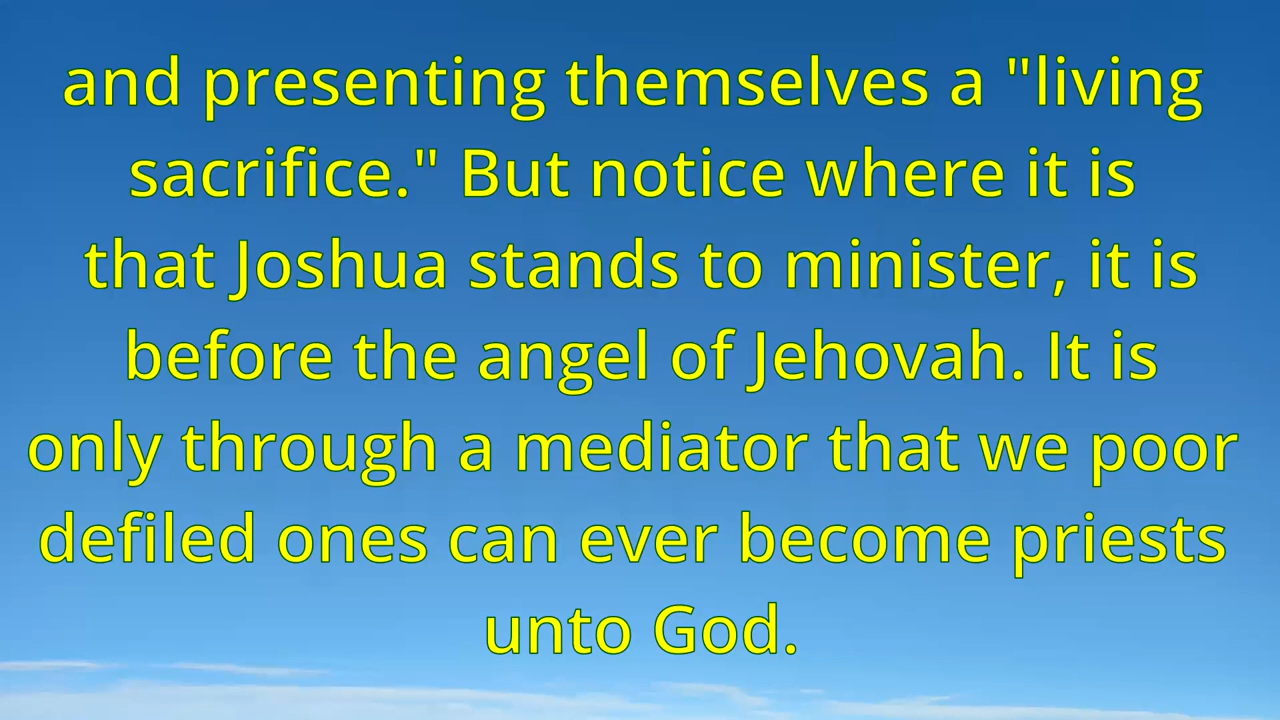 and presenting themselves a "living
sacrifice." But notice where it is
that Joshua stands to minister, it is
before the angel of Jehovah. It is
only through a mediator that we poor
defiled ones can ever become priests
unto God.